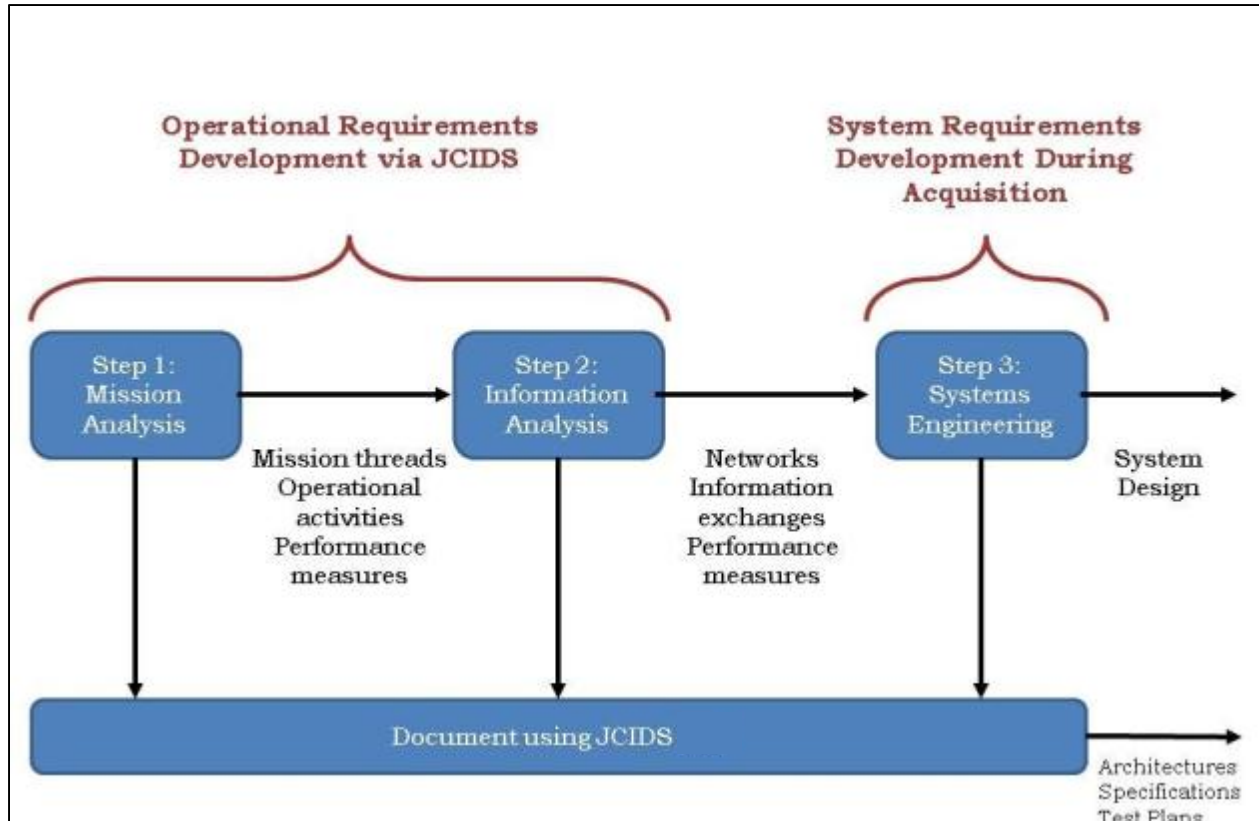 Operational Requirements
Development via JCIDS
System Requirements
Development During
Acquisition
Step 1:
Mission
Analysis
Step 2:
Information
Analysis
Step 3:
Systems
Engineering
Mission threads
Operational
activities
Performance
measures
Networks
Information
exchanges
Performance
measures
System
Design
Document using JCIDS
Architectures
Specifications
Test Plans